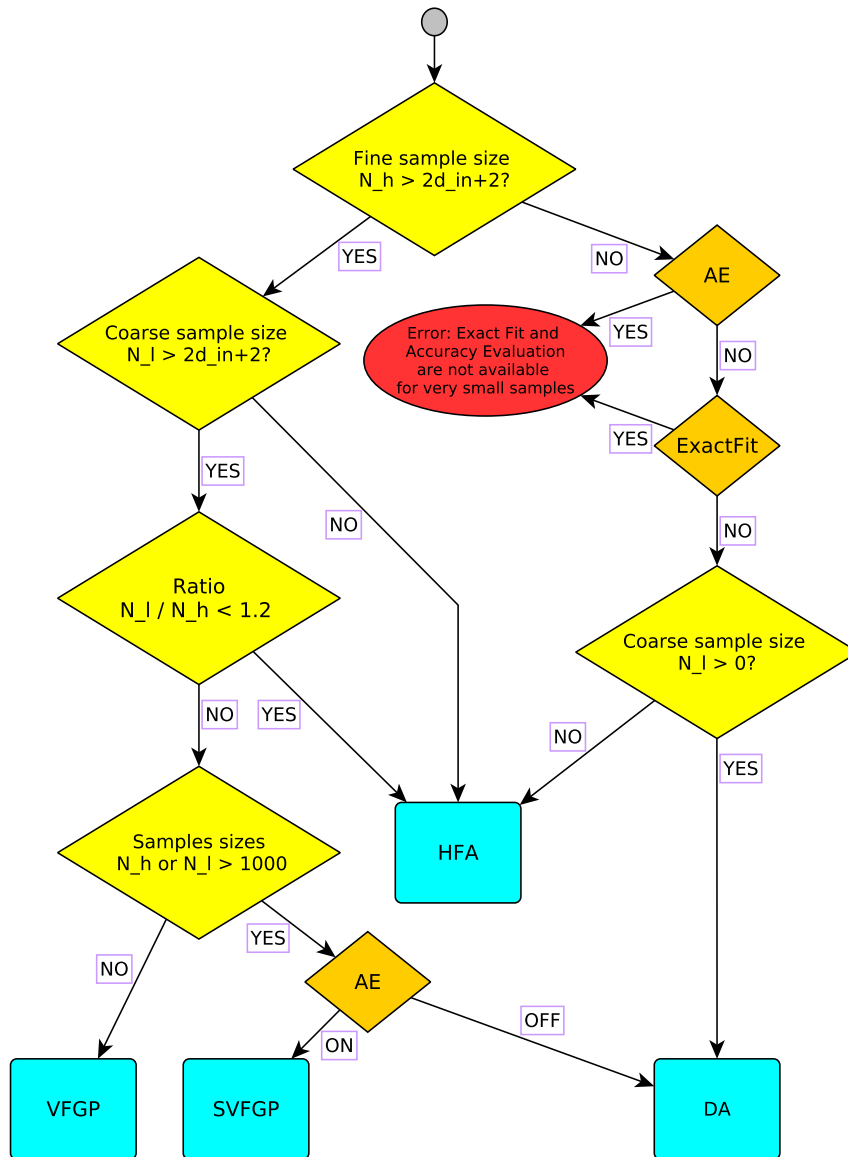 Fine sample size
N_h > 2d_in+2?
YES
NO
AE
Coarse sample size
N_l > 2d_in+2?
Error: Exact Fit and
Accuracy Evaluation
are not available
for very small samples
YES
NO
YES
ExactFit
YES
NO
NO
Ratio
N_l / N_h < 1.2
Coarse sample size
N_l > 0?
NO
YES
NO
YES
Samples sizes
N_h or N_l > 1000
HFA
NO
YES
AE
ON
OFF
VFGP
SVFGP
DA